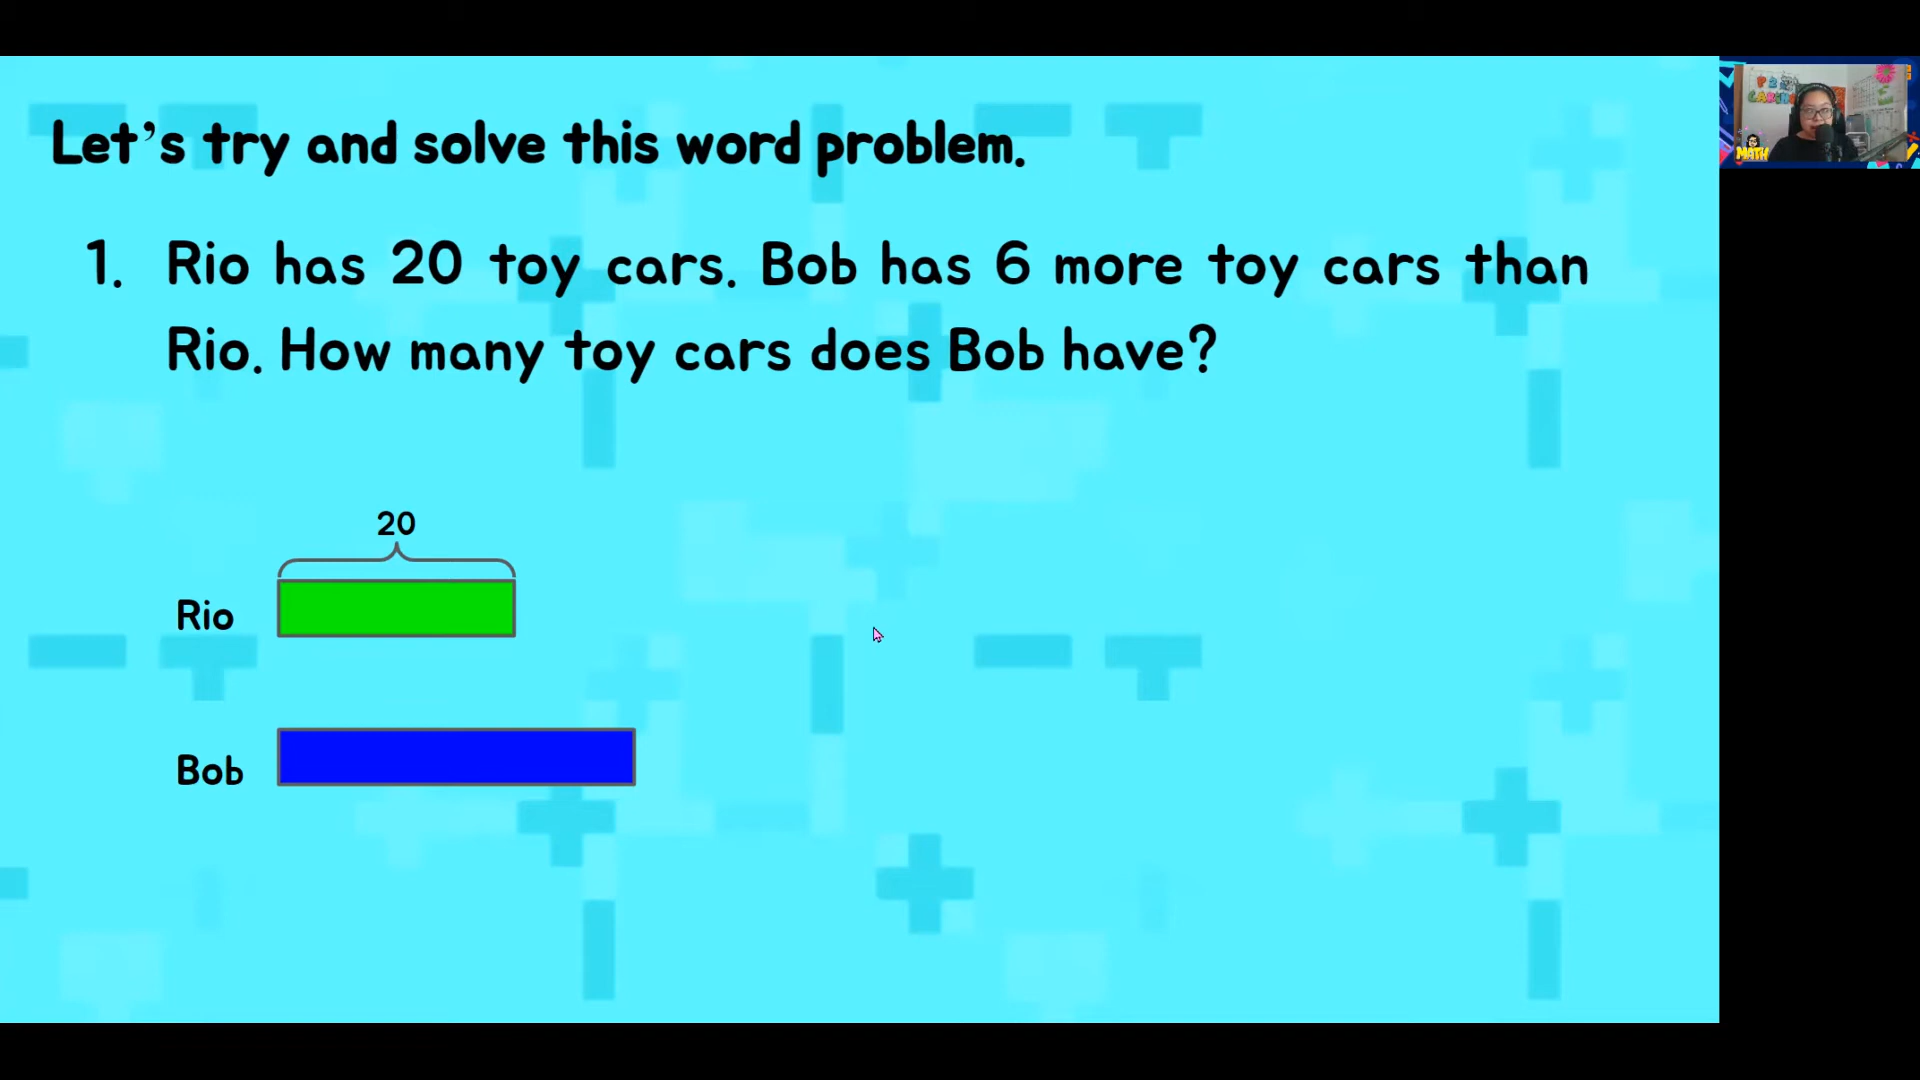 Let's try and solve this word problem.
1. Rio has 20 toy cars. Bob has 6 more toy cars than
Rio. How many toy cars does Bob have?
20
Rio
Bob
MATH